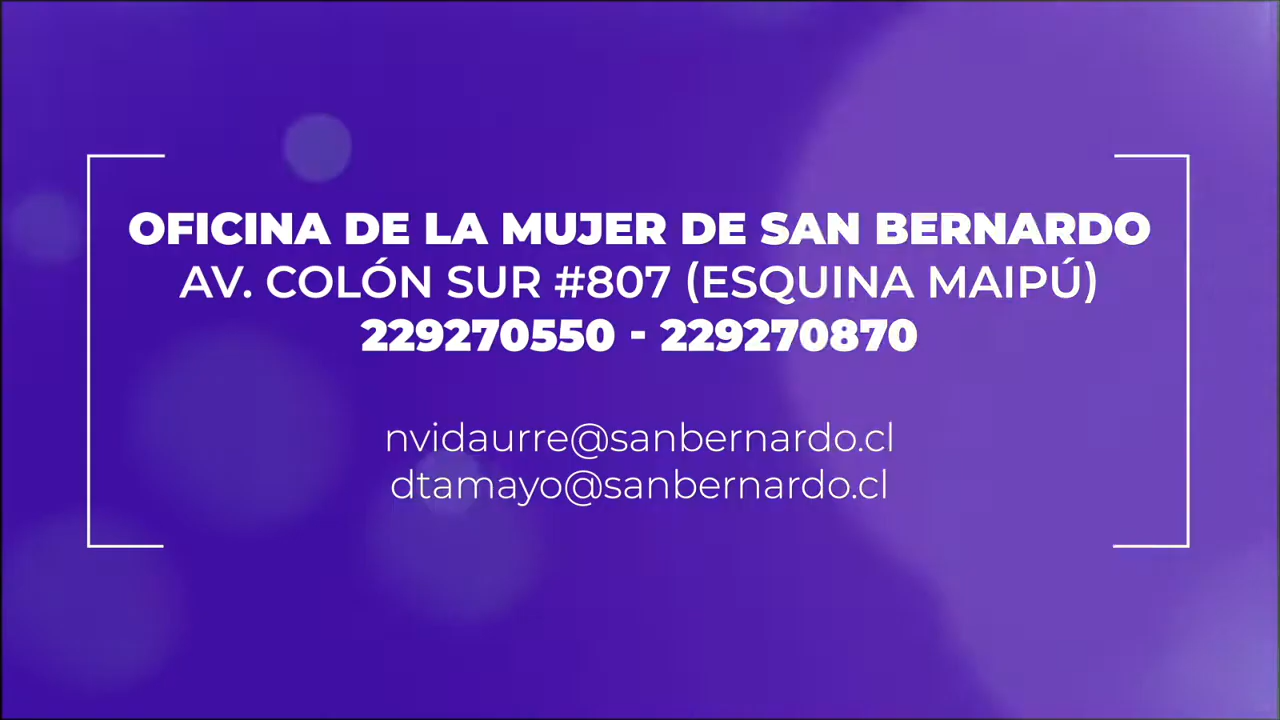 OFICINA DE LA MUJER DE SAN BERNARDO
AV. COLÓN SUR #807 (ESQUINA MAIPÚ)
229270550 - 229270870
nvidaurre@sanbernardo.cl
dtamayo@sanbernardo.cl